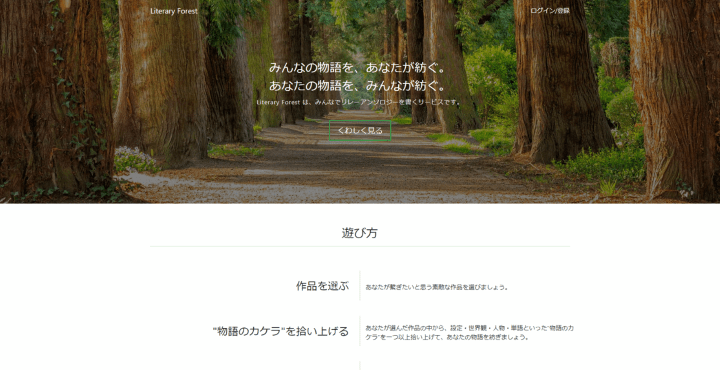 Literary Forest
ログイン/登録
みんなの物語を、あなたが紡ぐ。
あなたの物語を、みんなが紡ぐ。
Literary Forest は、みんなでリレーアンソロジーを書くサービスです。
くわしく見る
遊び方
作品を選ぶ
あなたが繋ぎたいと思う素敵な作品を選びましょう。
"物語のカケラ"を拾い上げる
あなたが選んだ作品の中から、設定・世界観・人物・単語といった"物語のカ
ケラ"を一つ以上拾い上げて、あなたの物語を紡ぎましょう。